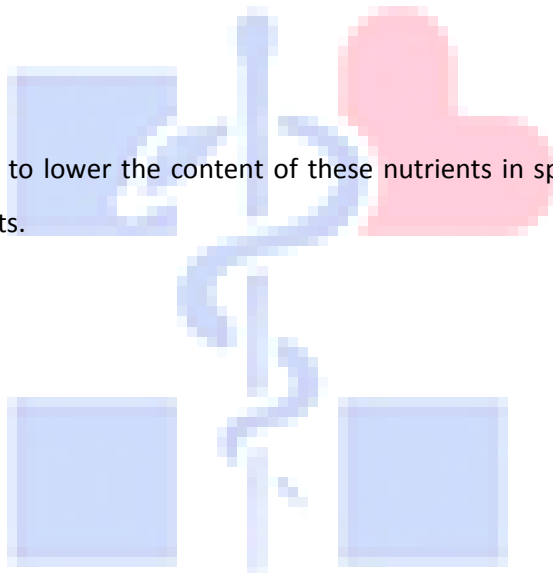 to lower the content of these nutrients in sp
ts.